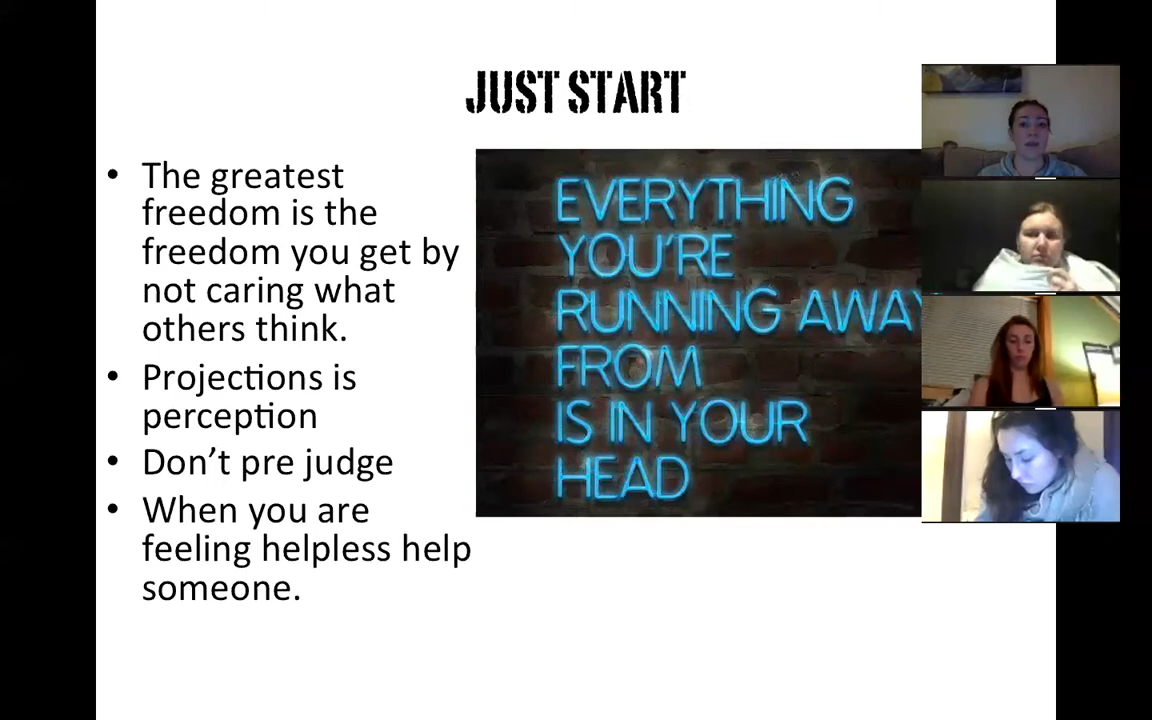 JUST START
• The greatest
freedom is the
freedom you get by
not caring what
others think.
• Projections is
perception
• Don’t pre judge
• When you are
feeling helpless help
someone.
EVERYTHING
YOU'RE
RUNNING AWAY
FROM
IS IN YOUR
HEAD